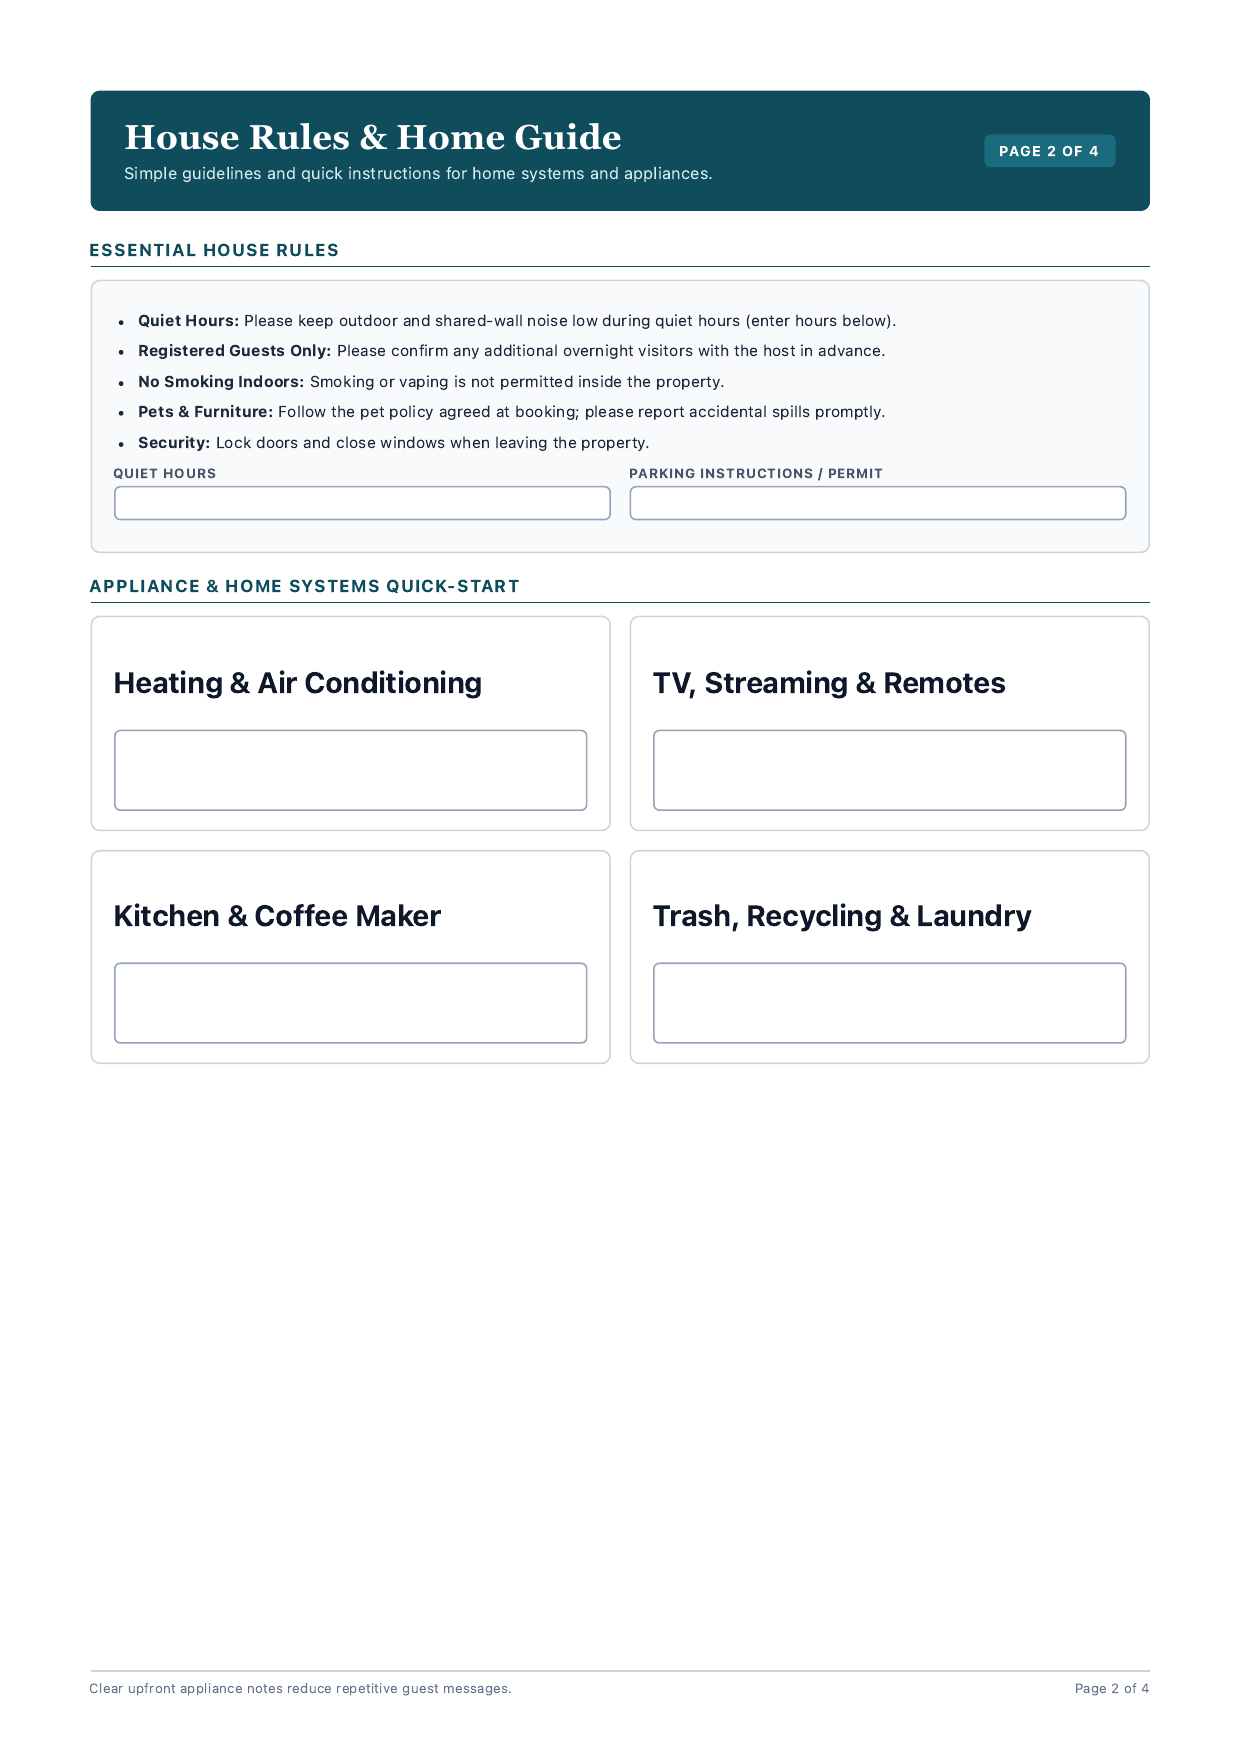 House Rules & Home Guide
Simple guidelines and quick instructions for home systems and appliances.
PAGE 2 OF 4
ESSENTIAL HOUSE RULES
• Quiet Hours: Please keep outdoor and shared-wall noise low during quiet hours (enter hours below).
• Registered Guests Only: Please confirm any additional overnight visitors with the host in advance.
• No Smoking Indoors: Smoking or vaping is not permitted inside the property.
• Pets & Furniture: Follow the pet policy agreed at booking; please report accidental spills promptly.
• Security: Lock doors and close windows when leaving the property.
QUIET HOURS
PARKING INSTRUCTIONS / PERMIT
APPLIANCE & HOME SYSTEMS QUICK-START
Heating & Air Conditioning
TV, Streaming & Remotes
Kitchen & Coffee Maker
Trash, Recycling & Laundry
Clear upfront appliance notes reduce repetitive guest messages.
Page 2 of 4